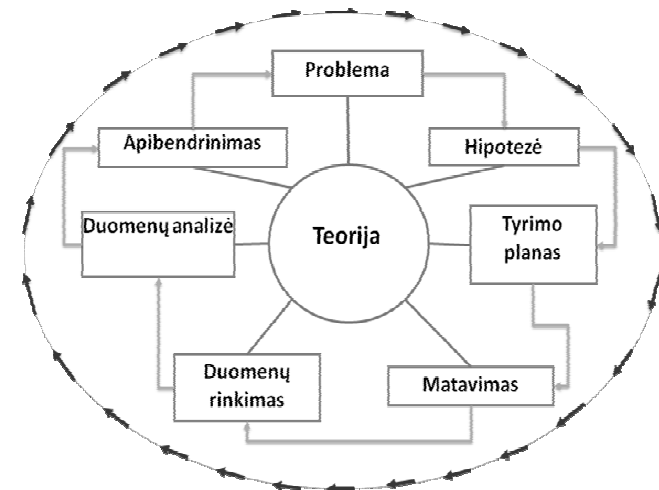 Problema
Apibendrinimas
Hipotezė
Duomenų analizė
Teorija
Tyrimo
planas
Duomenų
rinkimas
Matavimas